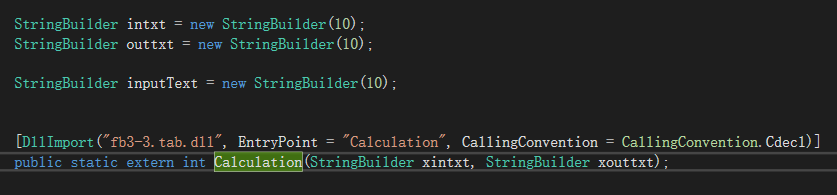 StringBuilder intxt = new StringBuilder(10);
StringBuilder outtxt = new StringBuilder(10);
StringBuilder inputText = new StringBuilder(10);
[DllImport("fb3-3.tab.dll", EntryPoint = "Calculation", CallingConvention = CallingConvention.Cdecl)]
public static extern int Calculation(StringBuilder xintxt, StringBuilder xouttxt);